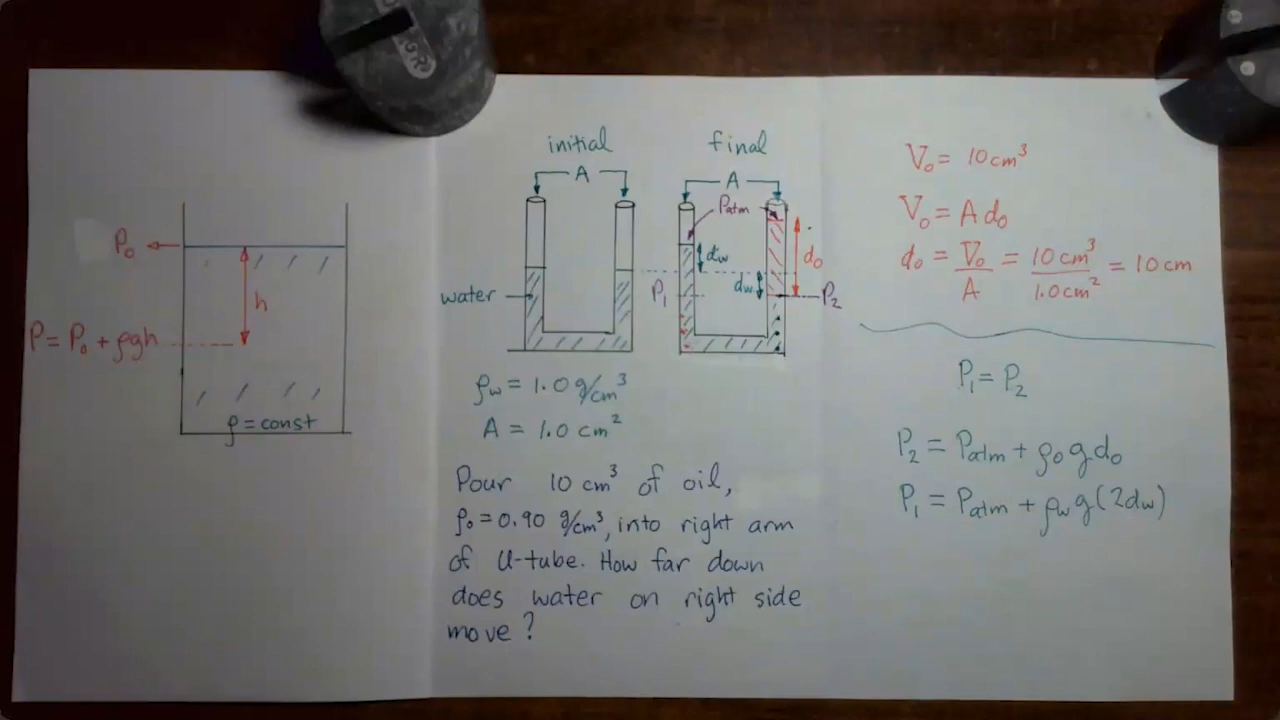 P₀
h
P = P₀ + ρgh
ρ = const
initial
A
water
final
A
Patm
dw
dw
d₀
P₁
P₂
ρw = 1.0 g/cm³
A = 1.0 cm²
Pour 10 cm³ of oil,
ρ₀ = 0.90 g/cm³, into right arm
of U-tube. How far down
does water on right side
move?
V₀ = 10 cm³
V₀ = A d₀
d₀ = V₀/A = 10 cm³/1.0 cm² = 10 cm
P₁ = P₂
P₂ = Patm + ρ₀ g d₀
P₁ = Patm + ρw g (2dw)